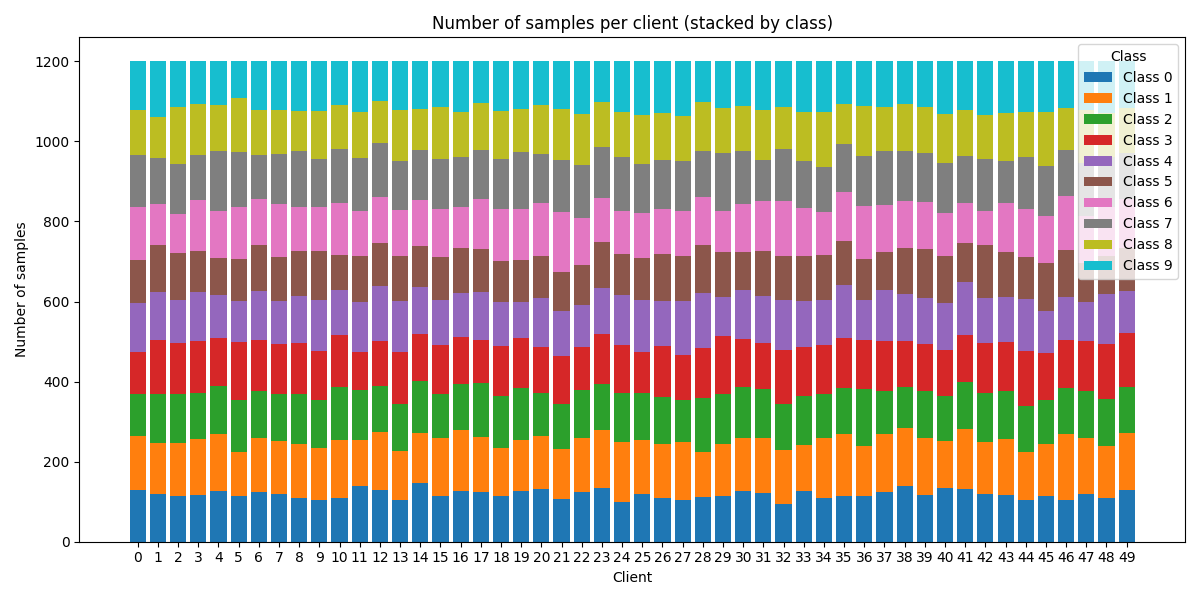 Number of samples per client (stacked by class)
Number of samples
1200
1000
800
600
400
200
0
Class
Class 0
Class 1
Class 2
Class 3
Class 4
Class 5
Class 6
Class 7
Class 8
Class 9
0 1 2 3 4 5 6 7 8 9 10 11 12 13 14 15 16 17 18 19 20 21 22 23 24 25 26 27 28 29 30 31 32 33 34 35 36 37 38 39 40 41 42 43 44 45 46 47 48 49
Client